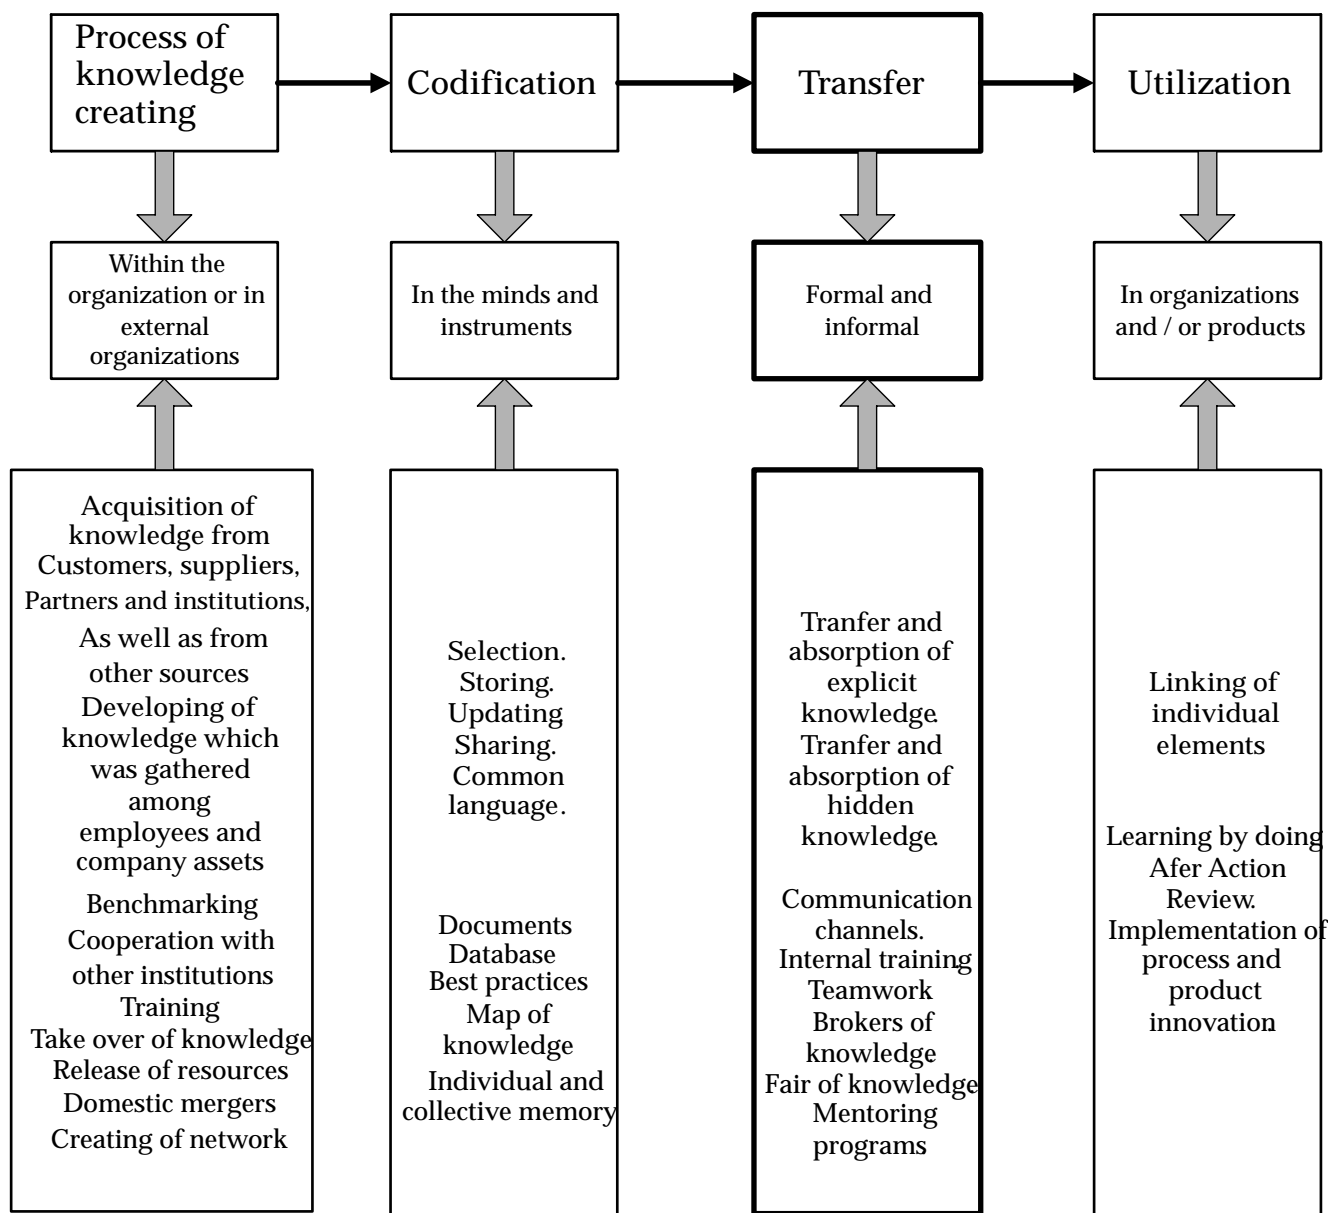 Process of
knowledge
creating
Codification
Transfer
Utilization
Within the
organization or in
external
organizations
In the minds and
instruments
Formal and
informal
In organizations
and / or products
Acquisition of
knowledge from
Customers, suppliers,
Partners and institutions,
As well as from
other sources
Developing of
knowledge which
was gathered
among
employees and
company assets
Benchmarking
Cooperation with
other institutions
Training
Take over of knowledge
Release of resources
Domestic mergers
Creating of network
Selection.
Storing.
Updating.
Sharing.
Common
language.
Documents
Database
Best practices
Map of
knowledge
Individual and
collective memory
Tranfer and
absorption of
explicit
knowledge.
Tranfer and
absorption of
hidden
knowledge.
Communication
channels.
Internal training.
Teamwork
Brokers of
knowledge.
Fair of knowledge.
Mentoring
programs.
Linking of
individual
elements
Learning by doing
Afer Action
Review.
Implementation of
process and
product
innovation.